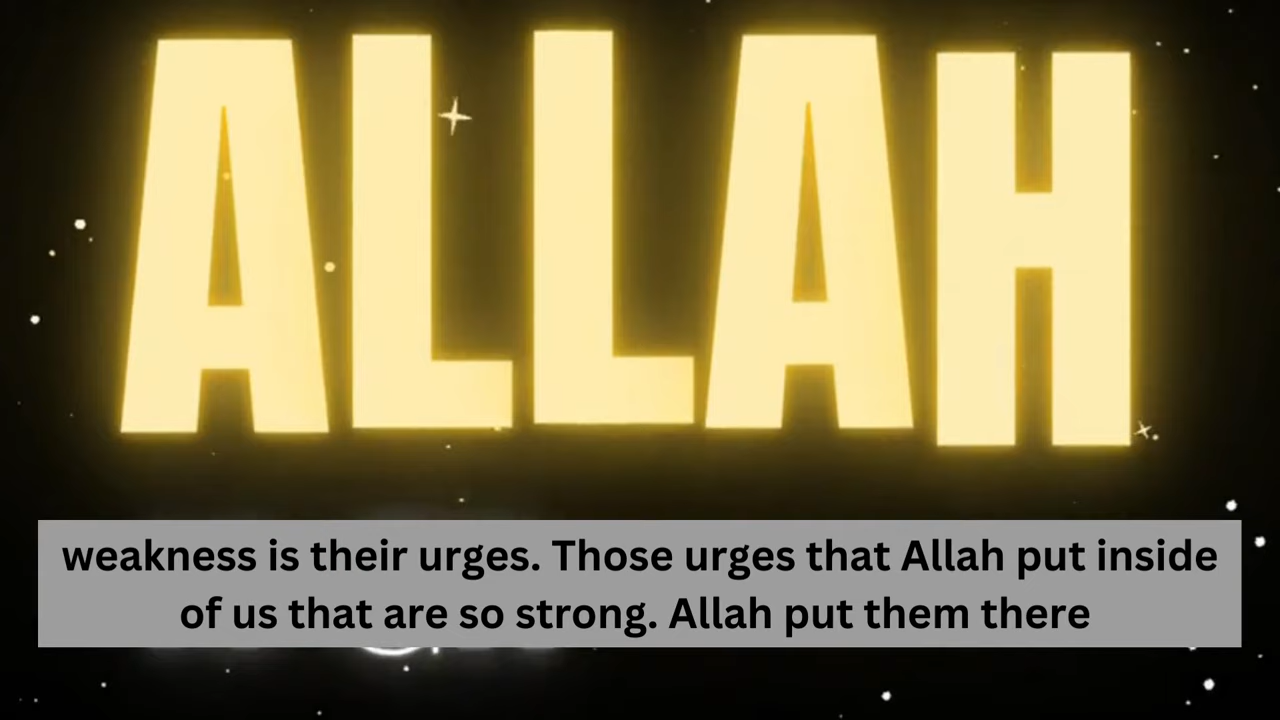 ALLAH
weakness is their urges. Those urges that Allah put inside
of us that are so strong. Allah put them there